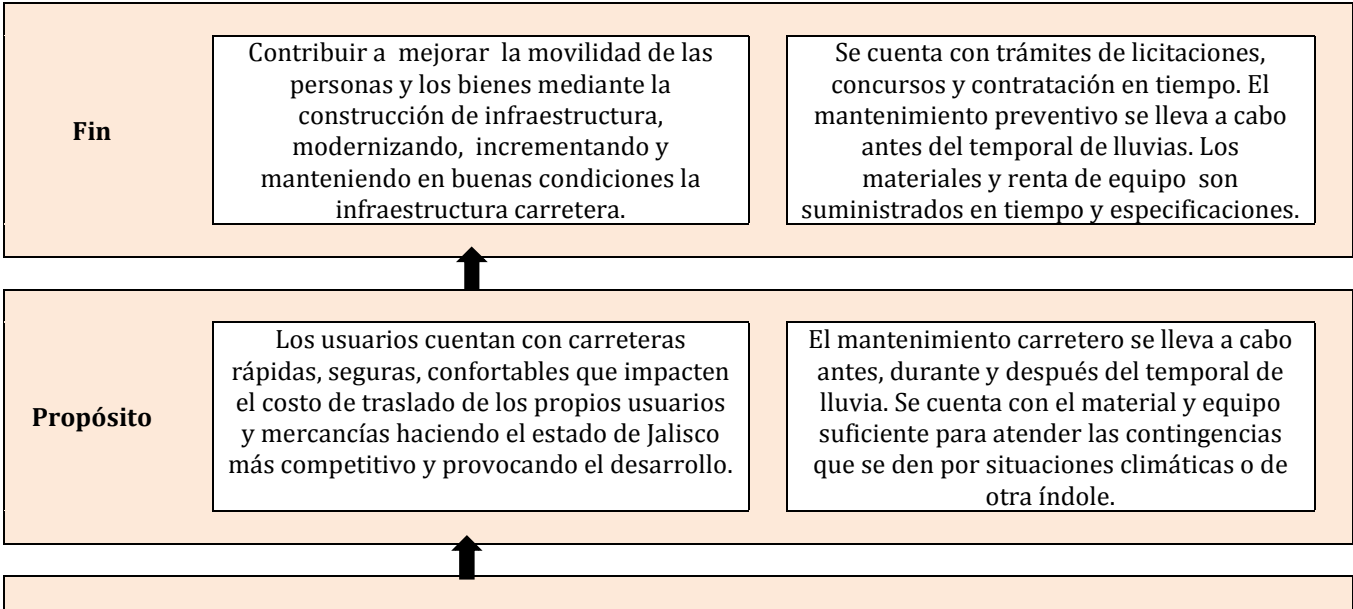 Fin
Contribuir a mejorar la movilidad de las
personas y los bienes mediante la
construcción de infraestructura,
modernizando, incrementando y
manteniendo en buenas condiciones la
infraestructura carretera.
Se cuenta con trámites de licitaciones,
concursos y contratación en tiempo. El
mantenimiento preventivo se lleva a cabo
antes del temporal de lluvias. Los
materiales y renta de equipo son
suministrados en tiempo y especificaciones.
Propósito
Los usuarios cuentan con carreteras
rápidas, seguras, confortables que impacten
el costo de traslado de los propios usuarios
y mercancías haciendo el estado de Jalisco
más competitivo y provocando el desarrollo.
El mantenimiento carretero se lleva a cabo
antes, durante y después del temporal de
lluvia. Se cuenta con el material y equipo
suficiente para atender las contingencias
que se den por situaciones climáticas o de
otra índole.